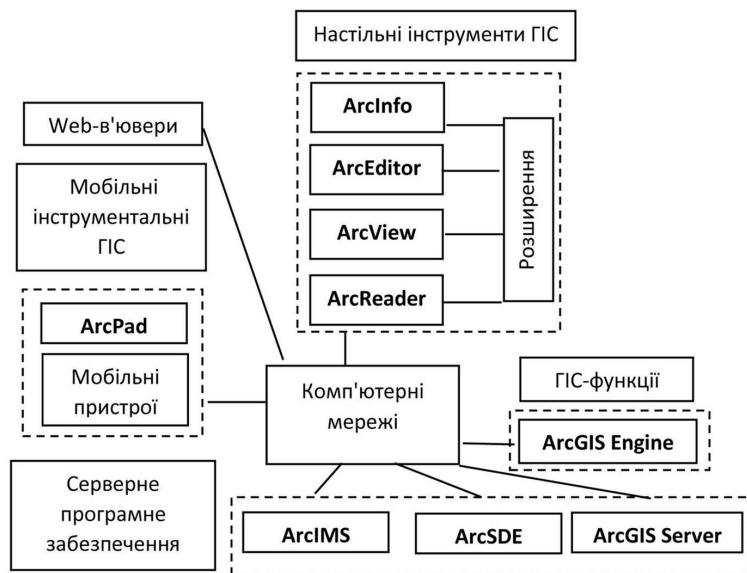 Настільні інструменти ГІС
ArcInfo
ArcEditor
ArcView
ArcReader
Розширення
Web-в'ювери
Мобільні
інструментальні
ГІС
ArcPad
Мобільні
пристрої
Комп'ютерні
мережі
ГІС-функції
ArcGIS Engine
Серверне
програмне
забезпечення
ArcIMS
ArcSDE
ArcGIS Server